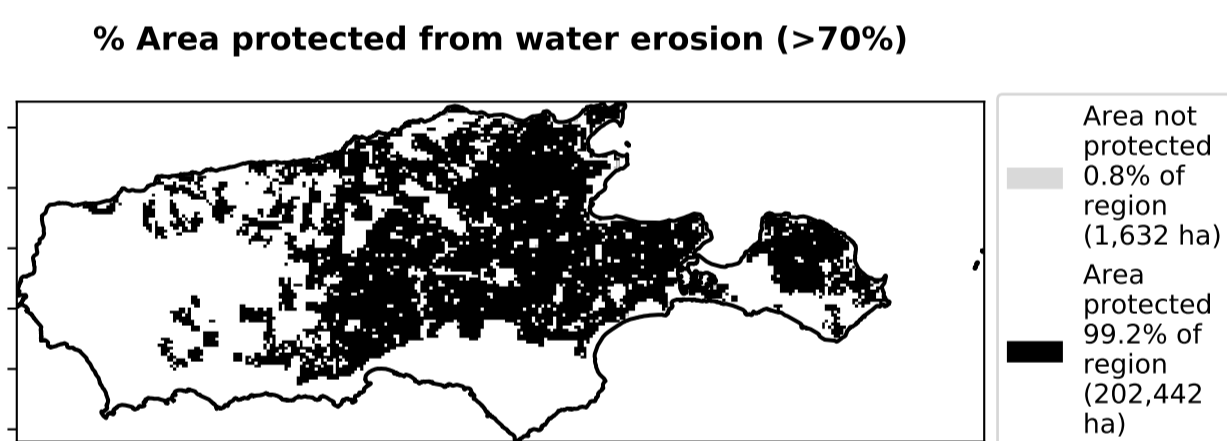 % Area protected from water erosion (>70%)
Area not
protected
0.8% of
region
(1,632 ha)
Area
protected
99.2% of
region
(202,442
ha)